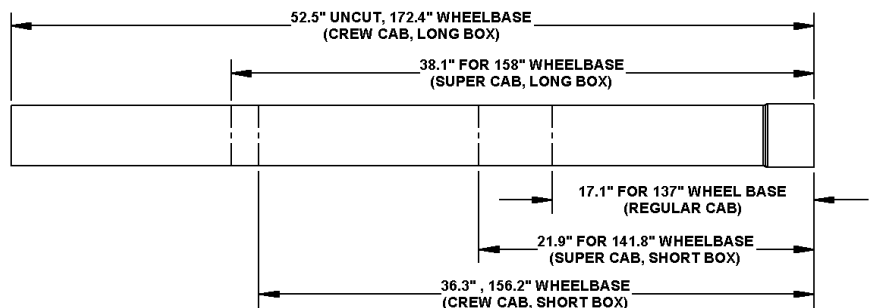 52.5" UNCUT, 172.4" WHEELBASE
(CREW CAB, LONG BOX)
38.1" FOR 158" WHEELBASE
(SUPER CAB, LONG BOX)
17.1" FOR 137" WHEEL BASE
(REGULAR CAB)
21.9" FOR 141.8" WHEELBASE
(SUPER CAB, SHORT BOX)
36.3" , 156.2" WHEELBASE
(CREW CAB, SHORT BOX)